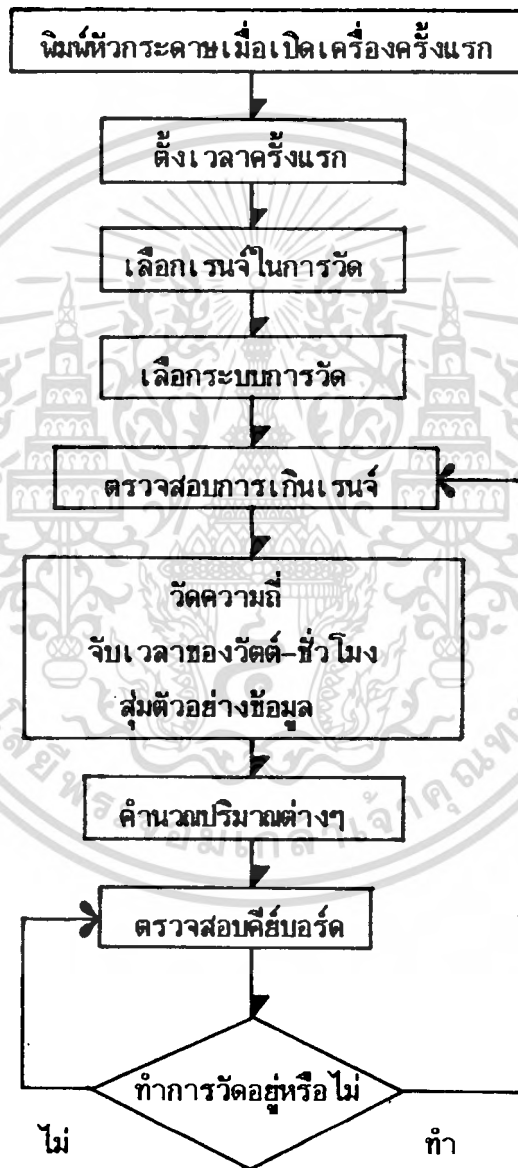 พิมพ์หัวกระดาษเมื่อเปิดเครื่องครั้งแรก
ตั้งเวลาครั้งแรก
เลือกเรนจ์ในการวัด
เลือกระบบการวัด
ตรวจสอบการเกินเรนจ์
วัดความถี่
จับเวลาของวัตต์-ชั่วโมง
สุ่มตัวอย่างข้อมูล
คำนวณปริมาณต่างๆ
ตรวจสอบคีย์บอร์ด
ทำการวัดอยู่หรือไม่
ไม่ ทำ